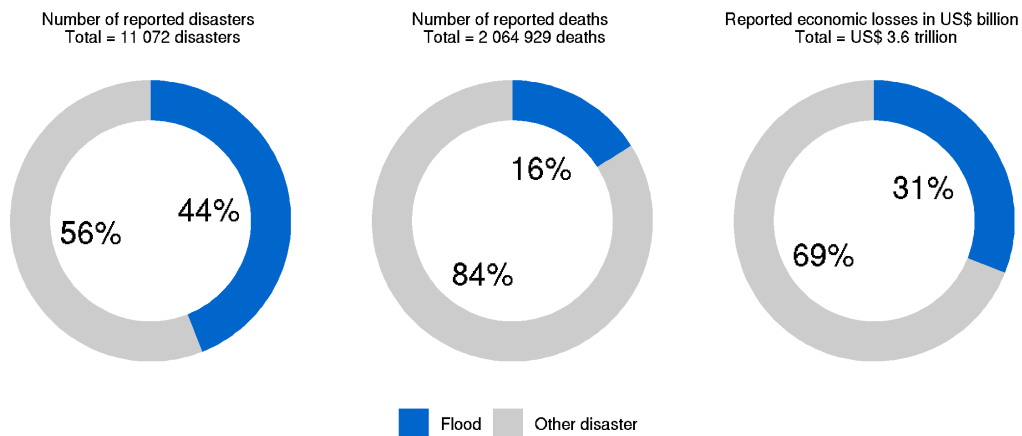 Number of reported disasters
Total = 11 072 disasters
44%
56%
Number of reported deaths
Total = 2 064 929 deaths
16%
84%
Reported economic losses in US$ billion
Total = US$ 3.6 trillion
31%
69%
Flood
Other disaster